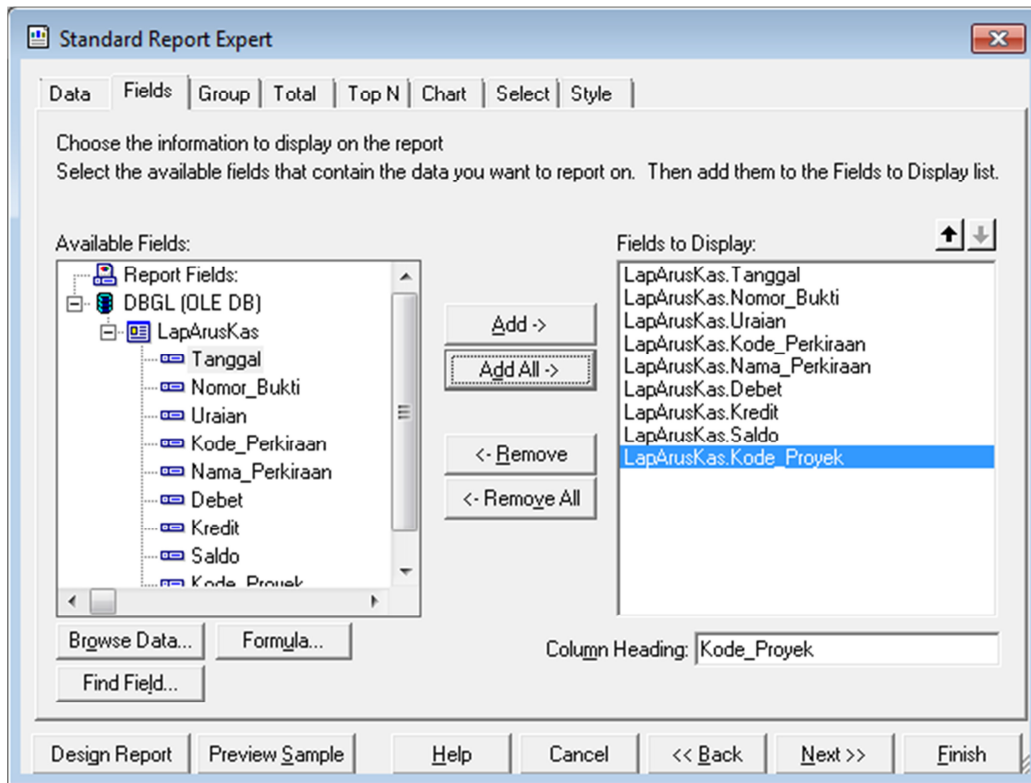 Standard Report Expert
Data Fields Group Total Top N Chart Select Style
Choose the information to display on the report
Select the available fields that contain the data you want to report on. Then add them to the Fields to Display list.
Available Fields:
Report Fields:
DBGL (OLE DB)
LapArusKas
Tanggal
Nomor_Bukti
Uraian
Kode_Perkiraan
Nama_Perkiraan
Debet
Kredit
Saldo
Kode_Proyek
Browse Data...
Formula...
Find Field...
Add ->
Add All ->
<- Remove
<- Remove All
Fields to Display:
LapArusKas.Tanggal
LapArusKas.Nomor_Bukti
LapArusKas.Uraian
LapArusKas.Kode_Perkiraan
LapArusKas.Nama_Perkiraan
LapArusKas.Debet
LapArusKas.Kredit
LapArusKas.Saldo
LapArusKas.Kode_Proyek
Column Heading: Kode_Proyek
Design Report Preview Sample Help Cancel << Back Next >> Finish